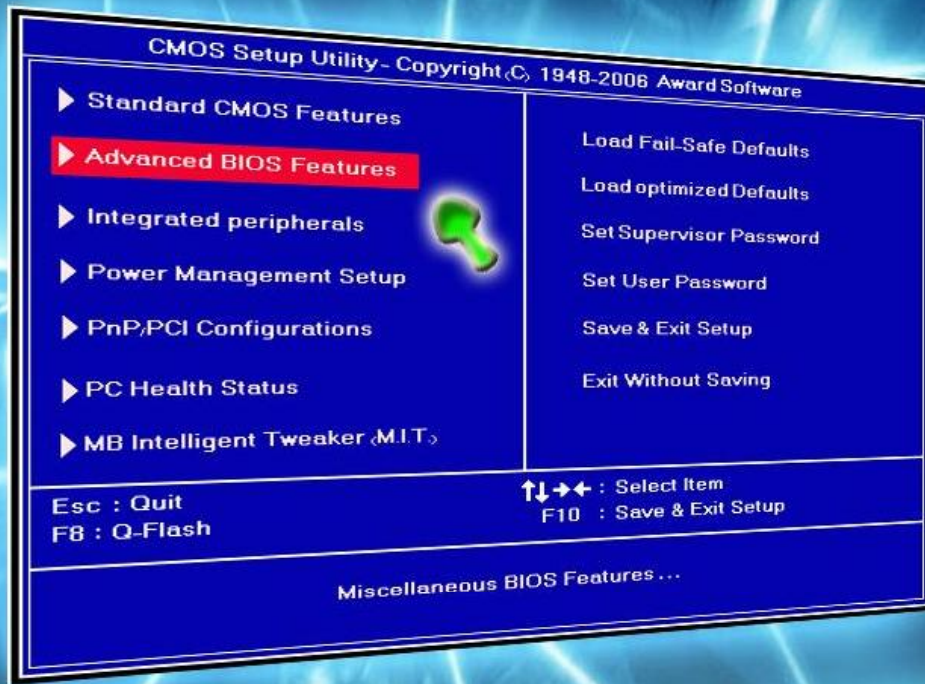 CMOS Setup Utility - Copyright (C) 1948-2006 Award Software
Standard CMOS Features
Advanced BIOS Features
Integrated peripherals
Power Management Setup
PnP/PCI Configurations
PC Health Status
MB Intelligent Tweaker (M.I.T.)
Load Fail-Safe Defaults
Load optimized Defaults
Set Supervisor Password
Set User Password
Save & Exit Setup
Exit Without Saving
Esc : Quit
F8 : Q-Flash
↑↓→← : Select Item
F10 : Save & Exit Setup
Miscellaneous BIOS Features...